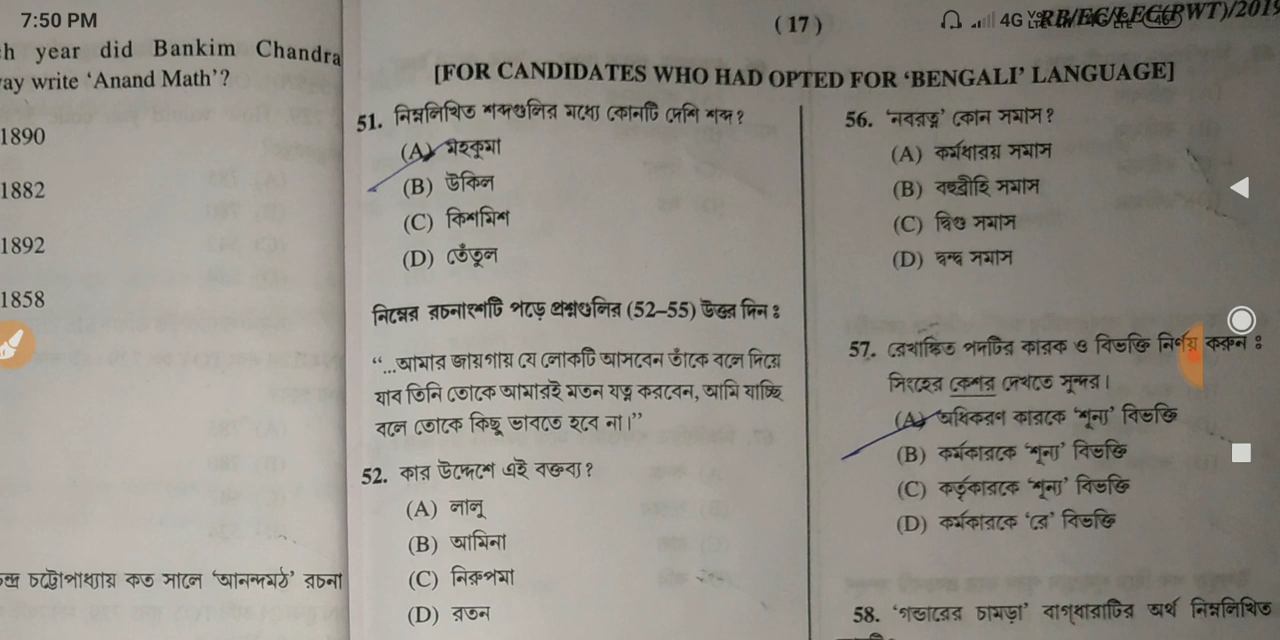 7:50 PM
( 17 )
4G
RB/EG/LEC(PWT)/2019
h year did Bankim Chandra
ay write ‘Anand Math’?
1890
1882
1892
1858
চট্টোপাধ্যায় কত সালে ‘আনন্দমঠ’ রচনা
[FOR CANDIDATES WHO HAD OPTED FOR ‘BENGALI’ LANGUAGE]
51. নিম্নলিখিত শব্দগুলির মধ্যে কোনটি দেশি শব্দ?
(A) মহকুমা
(B) উকিল
(C) কিশমিশ
(D) তেঁতুল
নিম্নের রচনাংশটি পড়ে প্রশ্নগুলির (52–55) উত্তর দিন :
“...আমার জায়গায় যে লোকটি আসবেন তাঁকে বলে দিয়ে
যাব তিনি তোকে আমারই মতন যত্ন করবেন, আমি যাচ্ছি
বলে তোকে কিছু ভাবতে হবে না।”
52. কার উদ্দেশে এই বক্তব্য?
(A) লালু
(B) আমিনা
(C) নিরুপমা
(D) রতন
56. ‘নবরত্ন’ কোন সমাস?
(A) কর্মধারয় সমাস
(B) বহুব্রীহি সমাস
(C) দ্বিগু সমাস
(D) দ্বন্দ্ব সমাস
57. রেখাঙ্কিত পদটির কারক ও বিভক্তি নির্ণয় করুন :
সিংহের কেশর দেখতে সুন্দর।
(A) অধিকরণ কারকে ‘শূন্য’ বিভক্তি
(B) কর্মকারকে ‘শূন্য’ বিভক্তি
(C) কর্তৃকারকে ‘শূন্য’ বিভক্তি
(D) কর্মকারকে ‘রে’ বিভক্তি
58. ‘গন্ডারের চামড়া’ বাগ্‌ধারাটির অর্থ নিম্নলিখিত